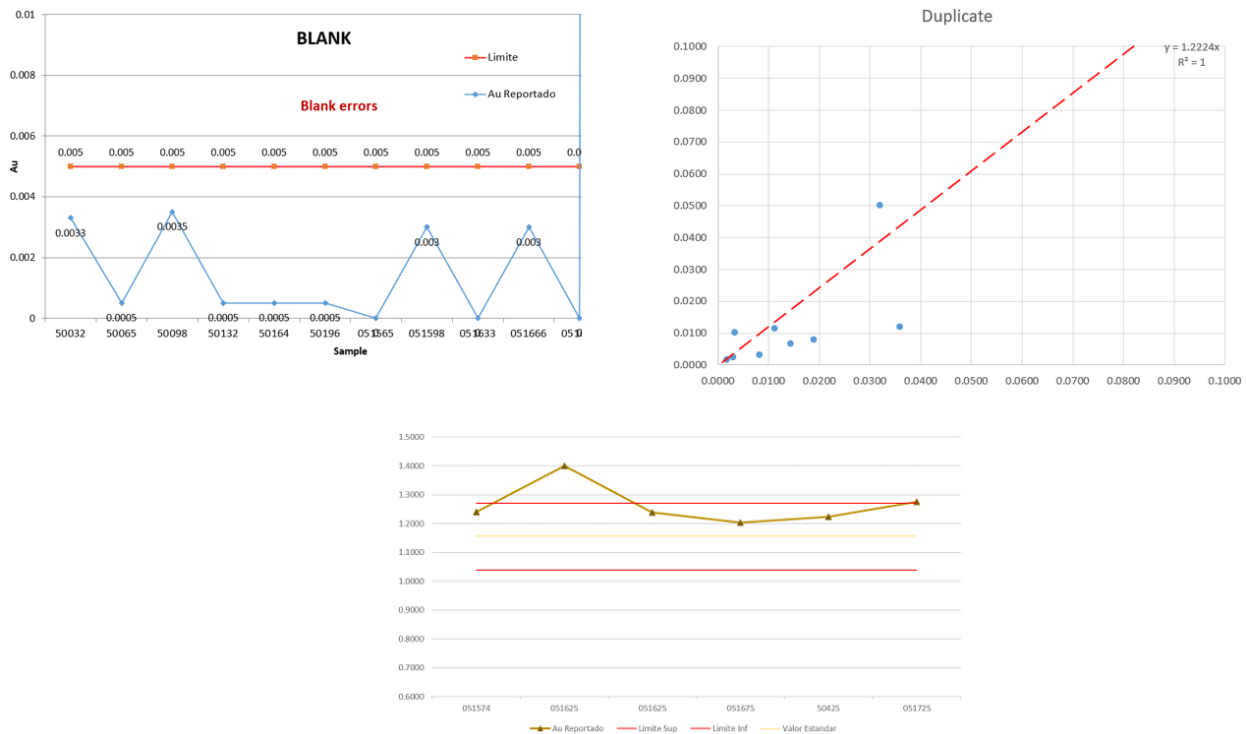 BLANK
Limite
Au Reportado
Blank errors
0.01
0.008
0.006
0.004
0.002
0
Au
0.005 0.005 0.005 0.005 0.005 0.005 0.005 0.005 0.005 0.005 0.0
0.0033 0.0005 0.0035 0.0005 0.0005 0.0005 0 0.003 0 0.003 0
50032 50065 50098 50132 50164 50196 051565 051598 051633 051666
Sample
Duplicate
y = 1.2224x
R² = 1
0.1000
0.0900
0.0800
0.0700
0.0600
0.0500
0.0400
0.0300
0.0200
0.0100
0.0000
0.0000 0.0100 0.0200 0.0300 0.0400 0.0500 0.0600 0.0700 0.0800 0.0900 0.1000
1.5000
1.4000
1.3000
1.2000
1.1000
1.0000
0.9000
0.8000
0.7000
0.6000
051574 051625 051625 051675 50425 051725
Au Reportado Limite Sup Limite Inf Valor Estandar